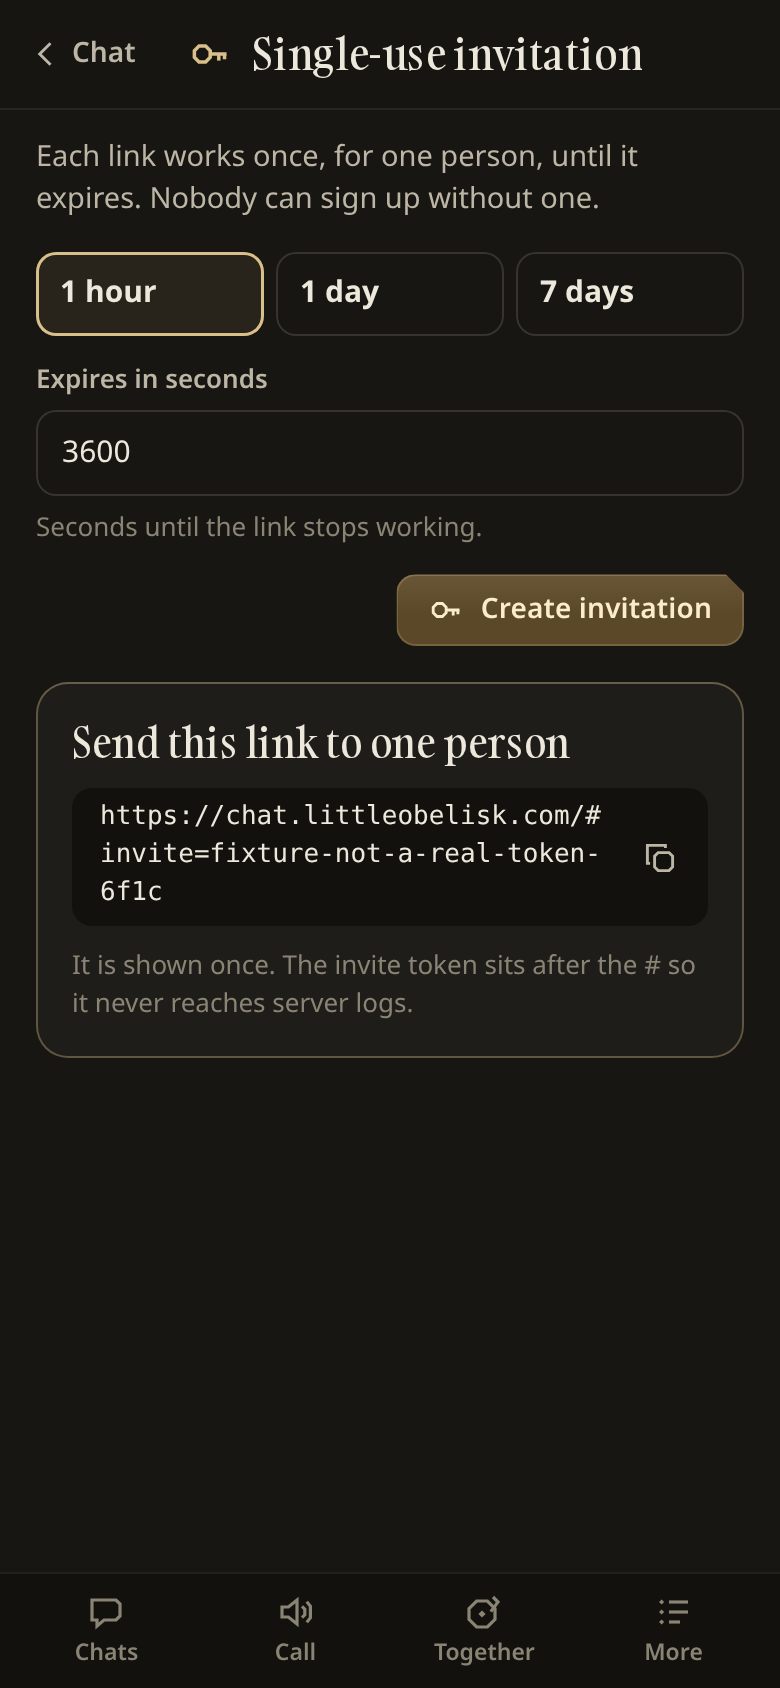 Chat
Single-use invitation
Each link works once, for one person, until it
expires. Nobody can sign up without one.
1 hour
1 day
7 days
Expires in seconds
3600
Seconds until the link stops working.
Create invitation
Send this link to one person
https://chat.littleobelisk.com/#
invite=fixture-not-a-real-token-
6f1c
It is shown once. The invite token sits after the # so
it never reaches server logs.
Chats
Call
Together
More